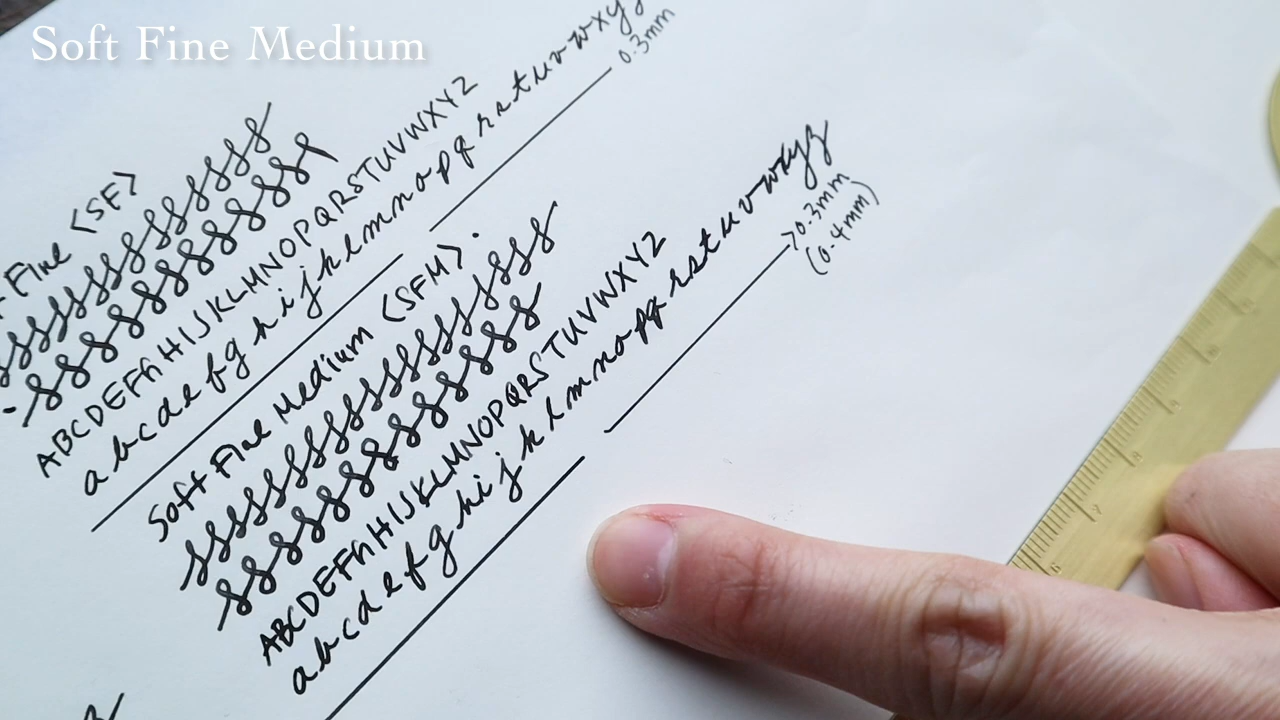 Soft Fine Medium
Fine <SF>
ABCDEFGHIJKLMNOPQRSTUVWXYZ
abcdefghijklmnopqrstuvwxyz
0.3mm
Soft Fine Medium <SFM>.
ABCDEFGHIJKLMNOPQRSTUVWXYZ
abcdefghijklmnopqrstuvwxyz
>0.3mm
(0.4mm)